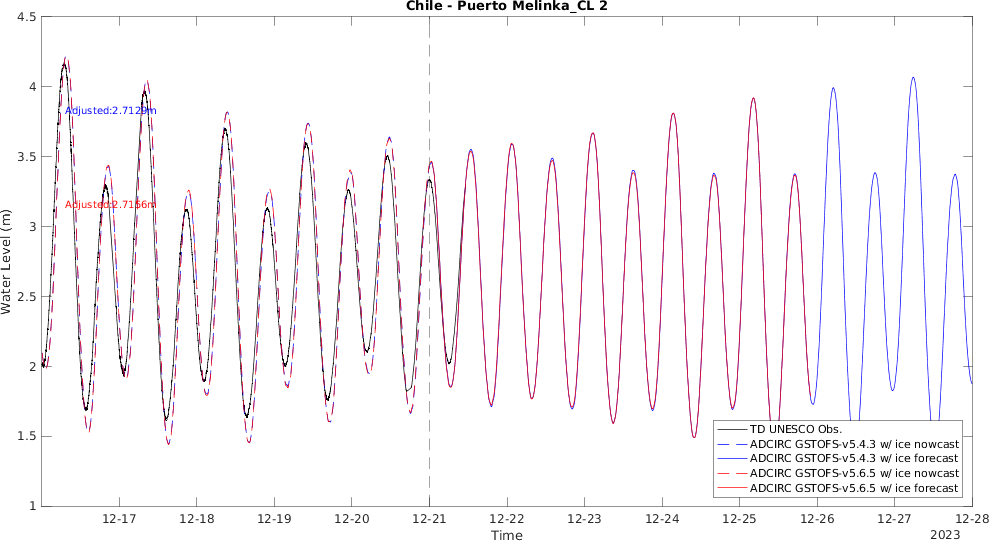 Chile - Puerto Melinka_CL 2
4.5
4
3.5
3
2.5
2
1.5
1
Water Level (m)
Adjusted:2.7129m
Adjusted:2.7156m
TD UNESCO Obs.
ADCIRC GSTOFS-v5.4.3 w/ ice nowcast
ADCIRC GSTOFS-v5.4.3 w/ ice forecast
ADCIRC GSTOFS-v5.6.5 w/ ice nowcast
ADCIRC GSTOFS-v5.6.5 w/ ice forecast
12-17 12-18 12-19 12-20 12-21 12-22 12-23 12-24 12-25 12-26 12-27 12-28
Time
2023